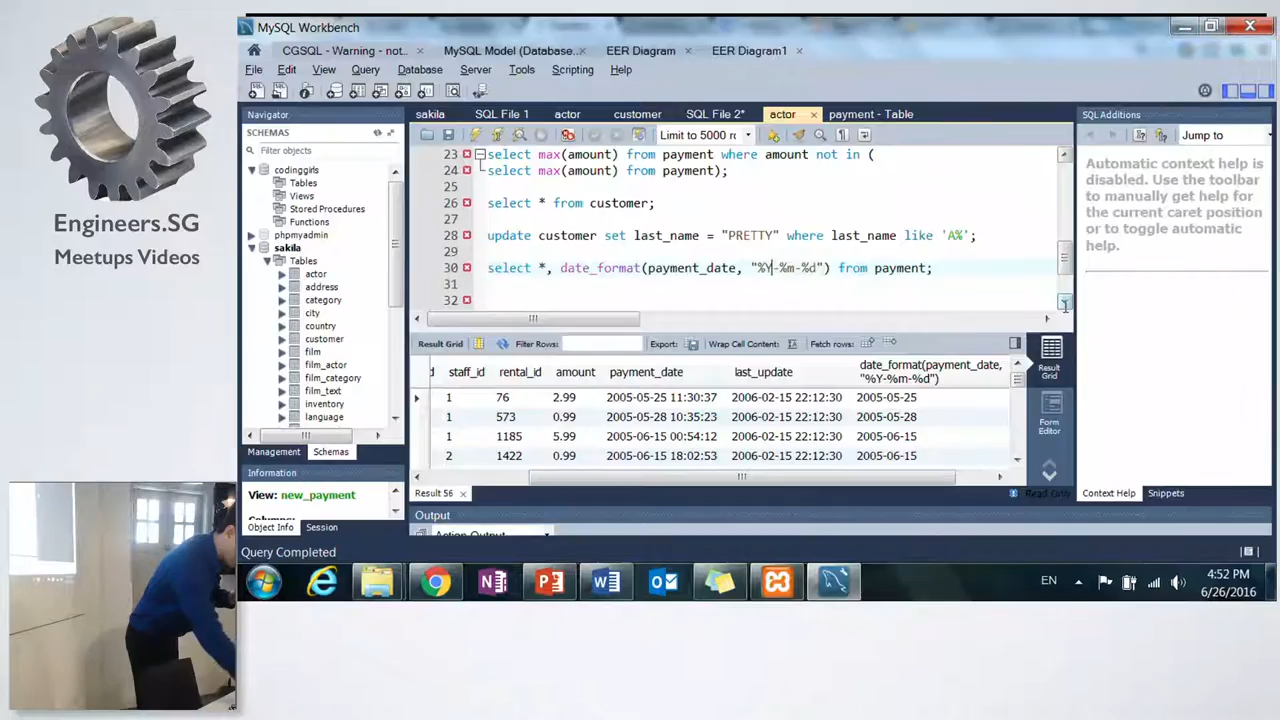 Engineers.SG
Meetups Videos
MySQL Workbench
CGSQL - Warning - not... × MySQL Model (Database... × EER Diagram × EER Diagram1 ×
File Edit View Query Database Server Tools Scripting Help
Navigator
SCHEMAS
Filter objects
codinggirls
Tables
Views
Stored Procedures
Functions
phpmyadmin
sakila
Tables
actor
address
category
city
country
customer
film
film_actor
film_category
film_text
inventory
language
Management Schemas
Information
View: new_payment
Object Info Session
Query Completed
sakila SQL File 1 actor customer SQL File 2* actor × payment - Table
Limit to 5000 rc
23 select max(amount) from payment where amount not in (
24 select max(amount) from payment);
25
26 select * from customer;
27
28 update customer set last_name = "PRETTY" where last_name like 'A%';
29
30 select *, date_format(payment_date, "%Y-%m-%d") from payment;
31
32
Result Grid Filter Rows: Export: Wrap Cell Content: Fetch rows:
staff_id rental_id amount payment_date last_update date_format(payment_date,
"%Y-%m-%d")
1 76 2.99 2005-05-25 11:30:37 2006-02-15 22:12:30 2005-05-25
1 573 0.99 2005-05-28 10:35:23 2006-02-15 22:12:30 2005-05-28
1 1185 5.99 2005-06-15 00:54:12 2006-02-15 22:12:30 2005-06-15
2 1422 0.99 2005-06-15 18:02:53 2006-02-15 22:12:30 2005-06-15
Result
Grid
Form
Editor
Result 56 ×
Read Only
Output
Action Output
SQL Additions
Jump to
Automatic context help is
disabled. Use the toolbar
to manually get help for
the current caret position
or to toggle automatic
help.
Context Help Snippets
EN
4:52 PM
6/26/2016